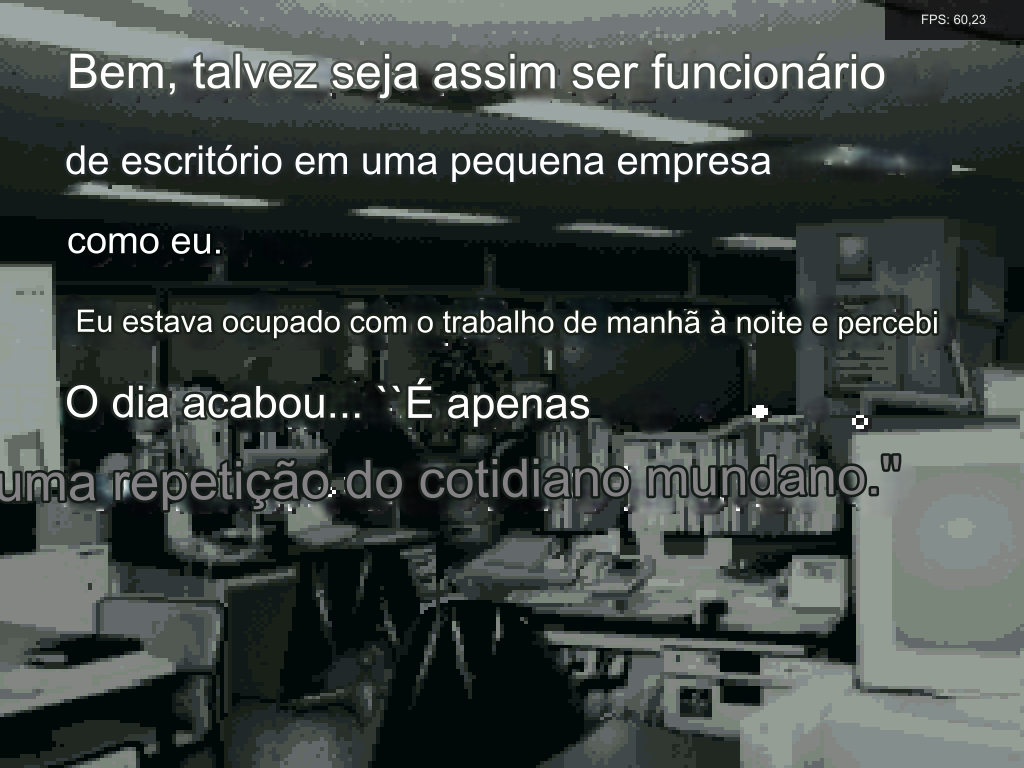 FPS: 60,23
Bem, talvez seja assim ser funcionário
de escritório em uma pequena empresa
como eu.
Eu estava ocupado com o trabalho de manhã à noite e percebi
O dia acabou... ``É apenas
uma repetição do cotidiano mundano."